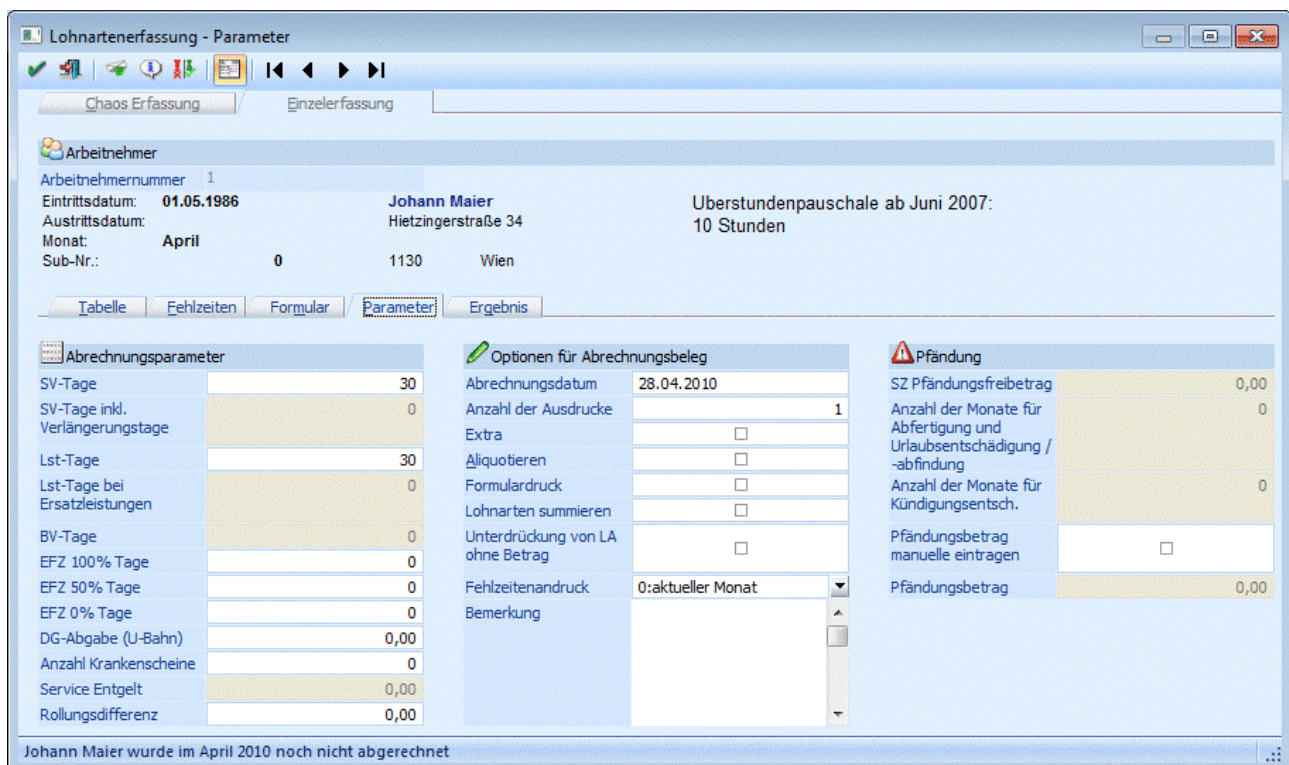 Lohnartenerfassung - Parameter
Chaos Erfassung Einzelerfassung
Arbeitnehmer
Arbeitnehmernummer 1
Eintrittsdatum: 01.05.1986 Johann Maier Uberstundenpauschale ab Juni 2007:
Austrittsdatum: Hietzingerstraße 34 10 Stunden
Monat: April
Sub-Nr.: 0 1130 Wien
Tabelle Fehlzeiten Formular Parameter Ergebnis
Abrechnungsparameter
SV-Tage 30
SV-Tage inkl. 0
Verlängerungstage
Lst-Tage 30
Lst-Tage bei 0
Ersatzleistungen
BV-Tage 0
EFZ 100% Tage 0
EFZ 50% Tage 0
EFZ 0% Tage 0
DG-Abgabe (U-Bahn) 0,00
Anzahl Krankenscheine 0
Service Entgelt 0,00
Rollungsdifferenz 0,00
Optionen für Abrechnungsbeleg
Abrechnungsdatum 28.04.2010
Anzahl der Ausdrucke 1
Extra
Aliquotieren
Formulardruck
Lohnarten summieren
Unterdrückung von LA
ohne Betrag
Fehlzeitenandruck 0:aktueller Monat
Bemerkung
Pfändung
SZ Pfändungsfreibetrag 0,00
Anzahl der Monate für 0
Abfertigung und
Urlaubsentschädigung /
-abfindung
Anzahl der Monate für 0
Kündigungsentsch.
Pfändungsbetrag
manuelle eintragen
Pfändungsbetrag 0,00
Johann Maier wurde im April 2010 noch nicht abgerechnet